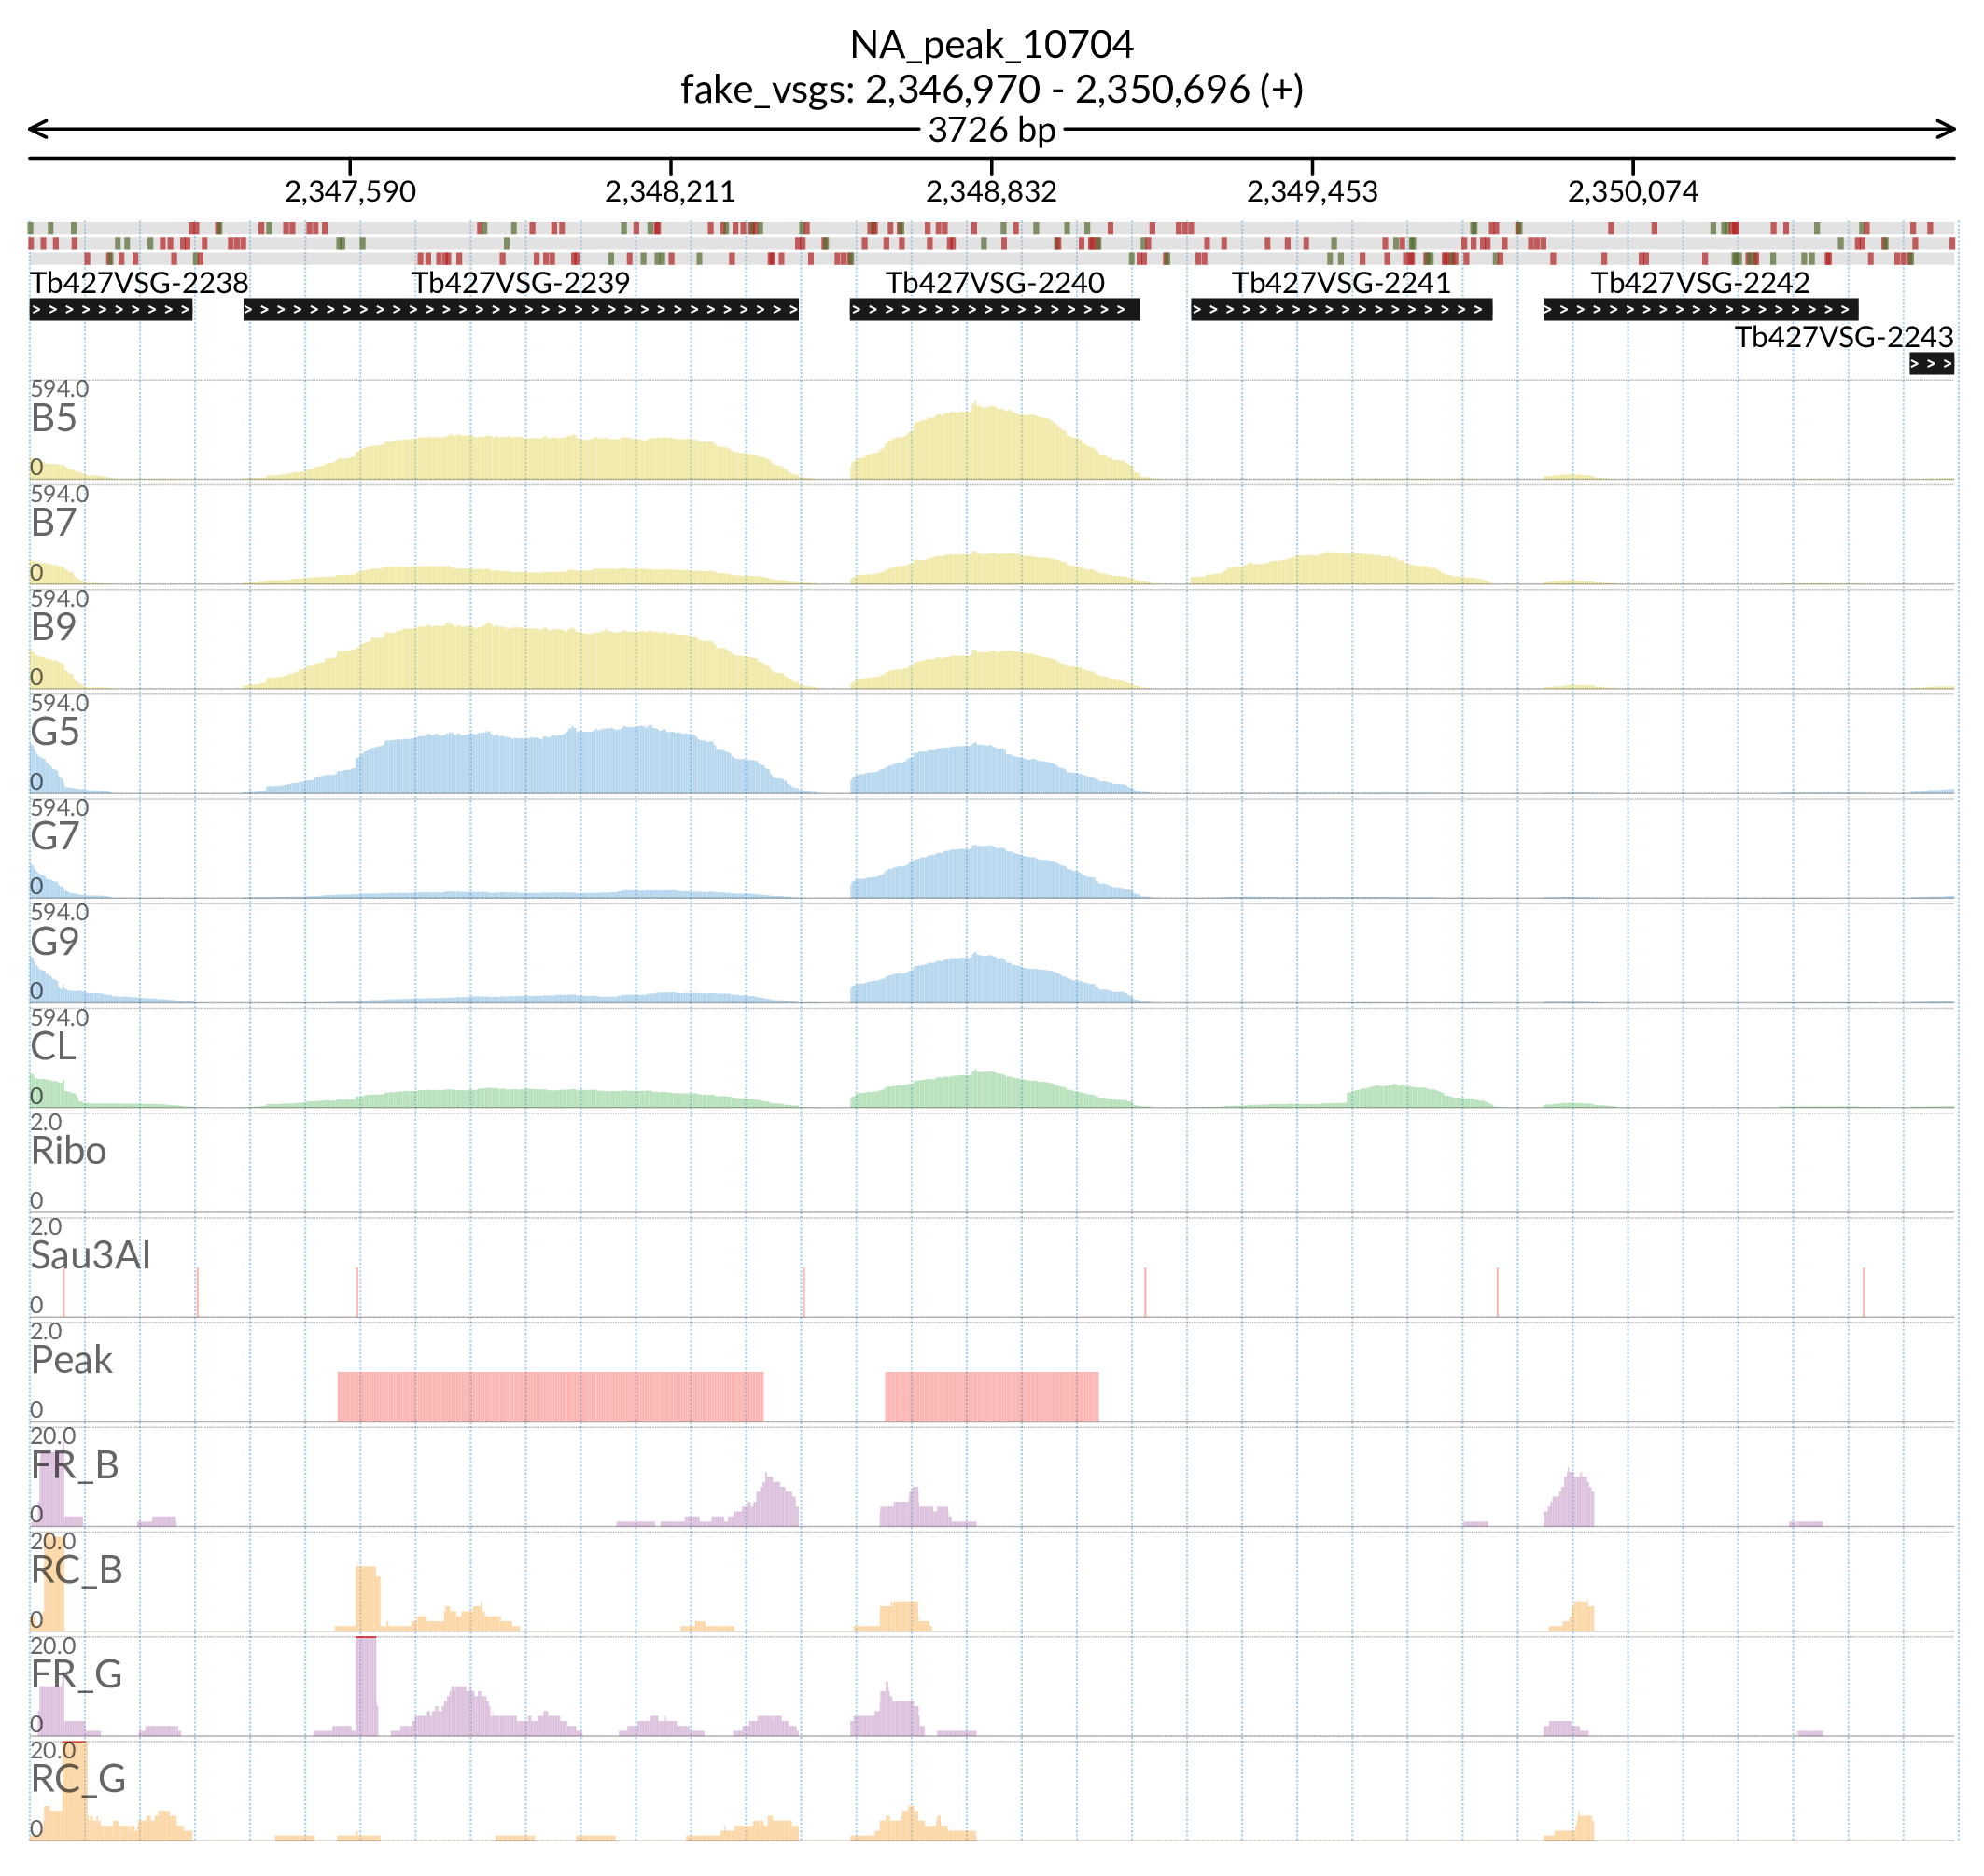 NA_peak_10704
fake_vsgs: 2,346,970 - 2,350,696 (+)
3726 bp
2,347,590 2,348,211 2,348,832 2,349,453 2,350,074
Tb427VSG-2238 Tb427VSG-2239 Tb427VSG-2240 Tb427VSG-2241 Tb427VSG-2242
Tb427VSG-2243
594.0
B5
0
594.0
B7
0
594.0
B9
0
594.0
G5
0
594.0
G7
0
594.0
G9
0
594.0
CL
0
2.0
Ribo
0
2.0
Sau3AI
0
2.0
Peak
0
20.0
FR_B
0
20.0
RC_B
0
20.0
FR_G
0
20.0
RC_G
0